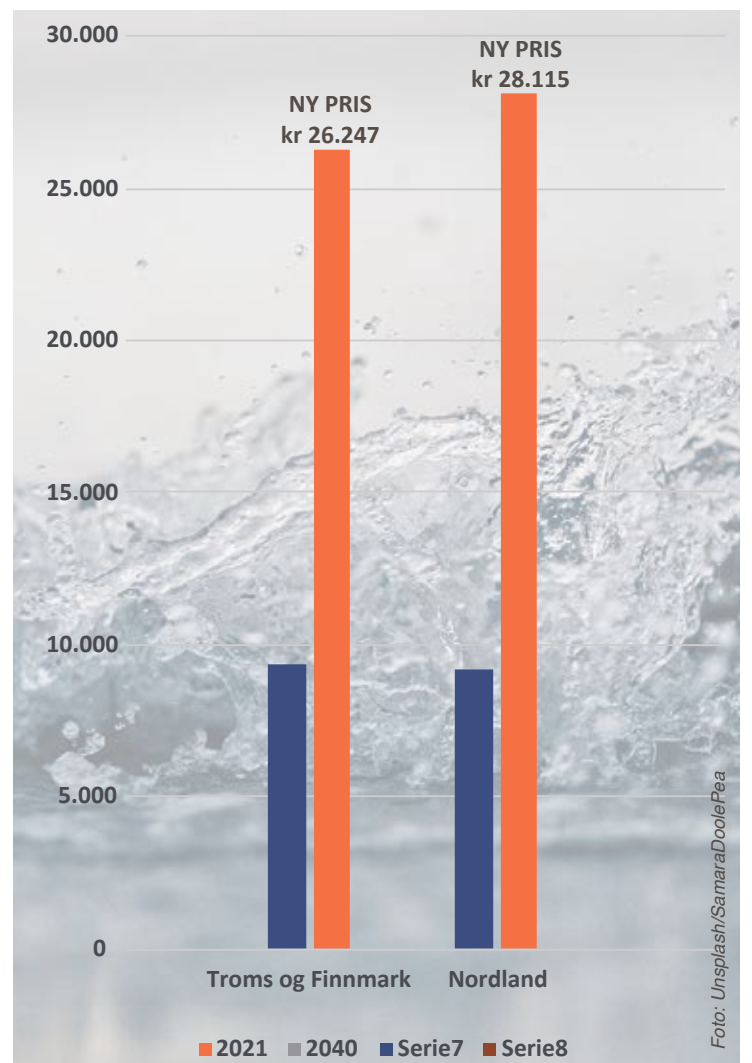 30.000
NY PRIS
kr 28.115
NY PRIS
kr 26.247
25.000
20.000
15.000
10.000
5.000
0
Troms og Finnmark
Nordland
2021
2040
Serie7
Serie8
Foto: Unsplash/SamaraDoolePea